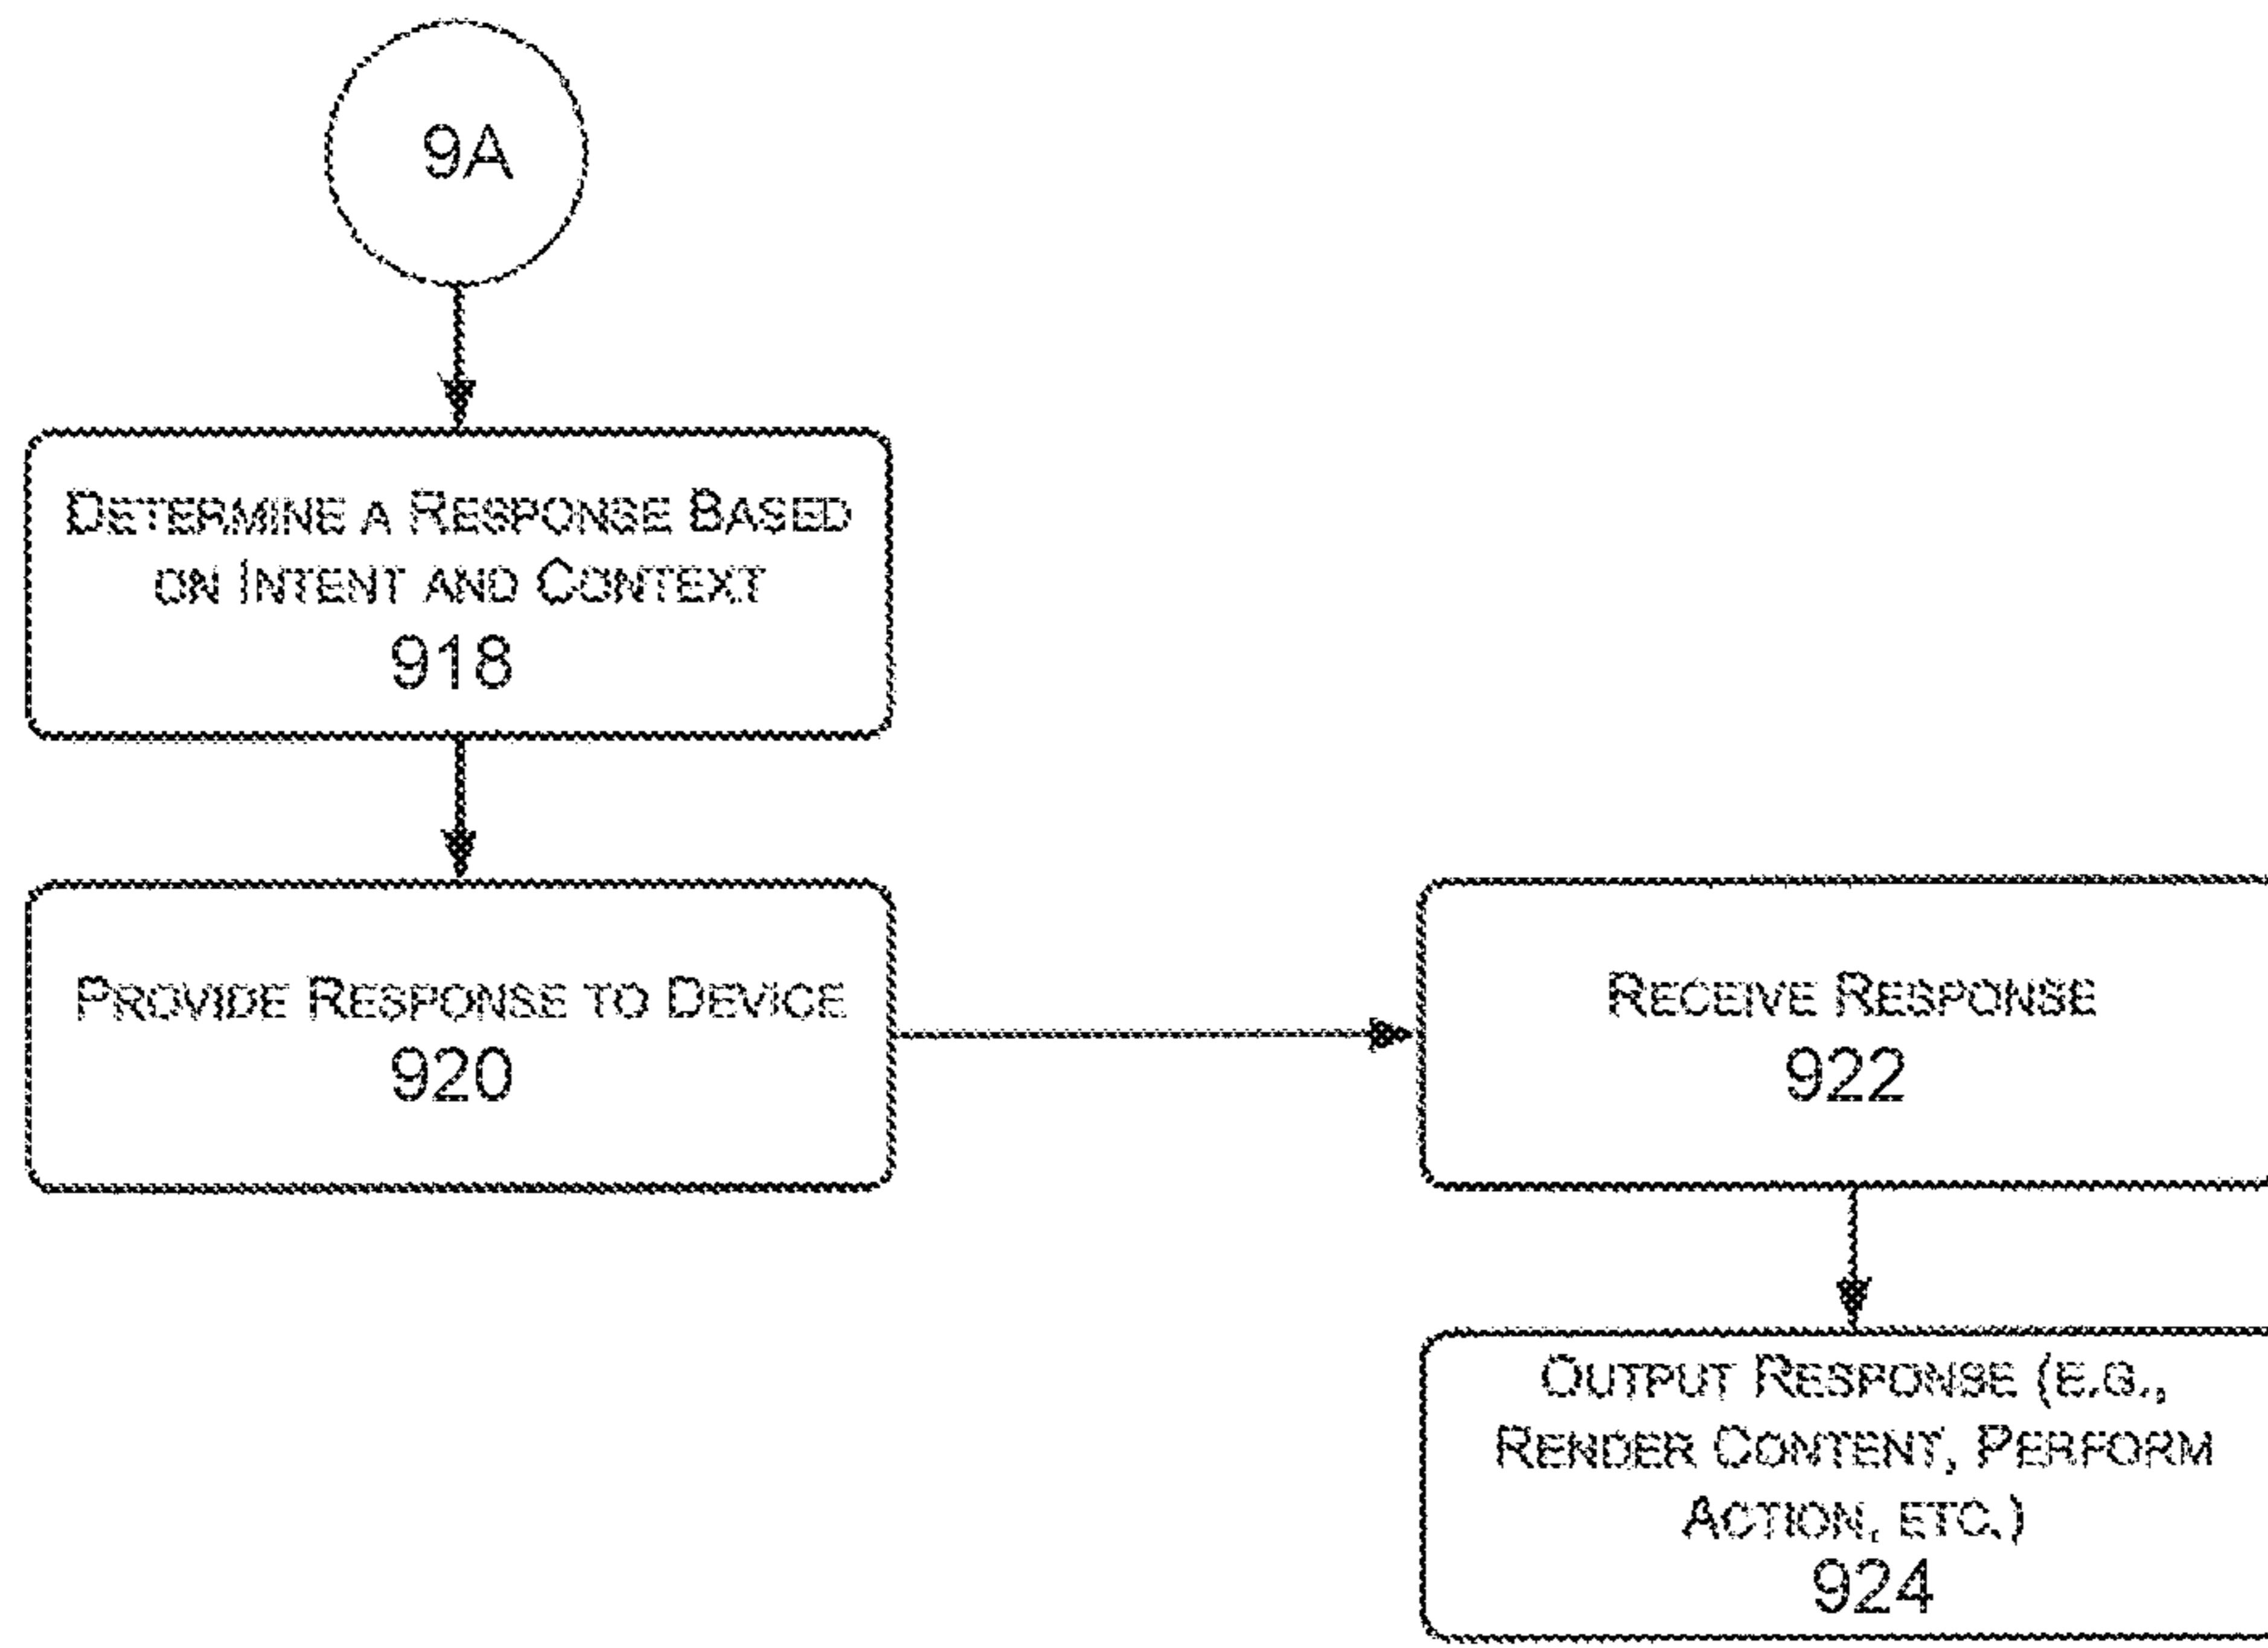 9A
DETERMINE A RESPONSE BASED
ON INTENT AND CONTEXT
918
PROVIDE RESPONSE TO DEVICE
920
RECEIVE RESPONSE
922
OUTPUT RESPONSE (E.G.,
RENDER CONTENT, PERFORM
ACTION, ETC.)
924